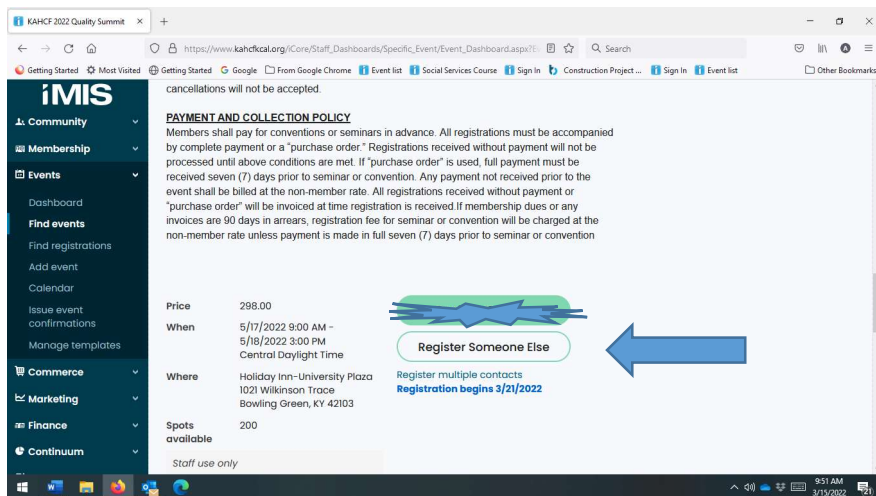 KAHCF 2022 Quality Summit
https://www.kahcfkcal.org/iCore/Staff_Dashboards/Specific_Event/Event_Dashboard.aspx?E
Search
Getting Started Most Visited Getting Started Google From Google Chrome Event list Social Services Course Sign In Construction Project ... Sign In Event list Other Bookmarks
iMIS
Community
Membership
Events
Dashboard
Find events
Find registrations
Add event
Calendar
Issue event
confirmations
Manage templates
Commerce
Marketing
Finance
Continuum
cancellations will not be accepted.
PAYMENT AND COLLECTION POLICY
Members shall pay for conventions or seminars in advance. All registrations must be accompanied
by complete payment or a "purchase order." Registrations received without payment will not be
processed until above conditions are met. If "purchase order" is used, full payment must be
received seven (7) days prior to seminar or convention. Any payment not received prior to the
event shall be billed at the non-member rate. All registrations received without payment or
"purchase order" will be invoiced at time registration is received.If membership dues or any
invoices are 90 days in arrears, registration fee for seminar or convention will be charged at the
non-member rate unless payment is made in full seven (7) days prior to seminar or convention
Price 298.00
When 5/17/2022 9:00 AM -
5/18/2022 3:00 PM
Central Daylight Time
Where Holiday Inn-University Plaza
1021 Wilkinson Trace
Bowling Green, KY 42103
Spots
available 200
Staff use only
Register Someone Else
Register multiple contacts
Registration begins 3/21/2022
9:51 AM
3/15/2022
21